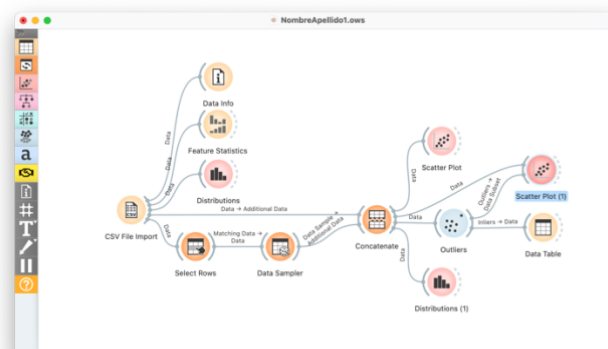 NombreApellido1.ows
Data Info
Data
Feature Statistics
Data
Scatter Plot
Data
Distributions
Data
Scatter Plot (1)
Outliers →
Data Subset
Data → Additional Data
Data Sample →
Additional Data
Data
CSV File Import
Data
Matching Data →
Data
Concatenate
Outliers
Inliers → Data
Select Rows
Data Sampler
Data Table
Data
Distributions (1)
a
T
?